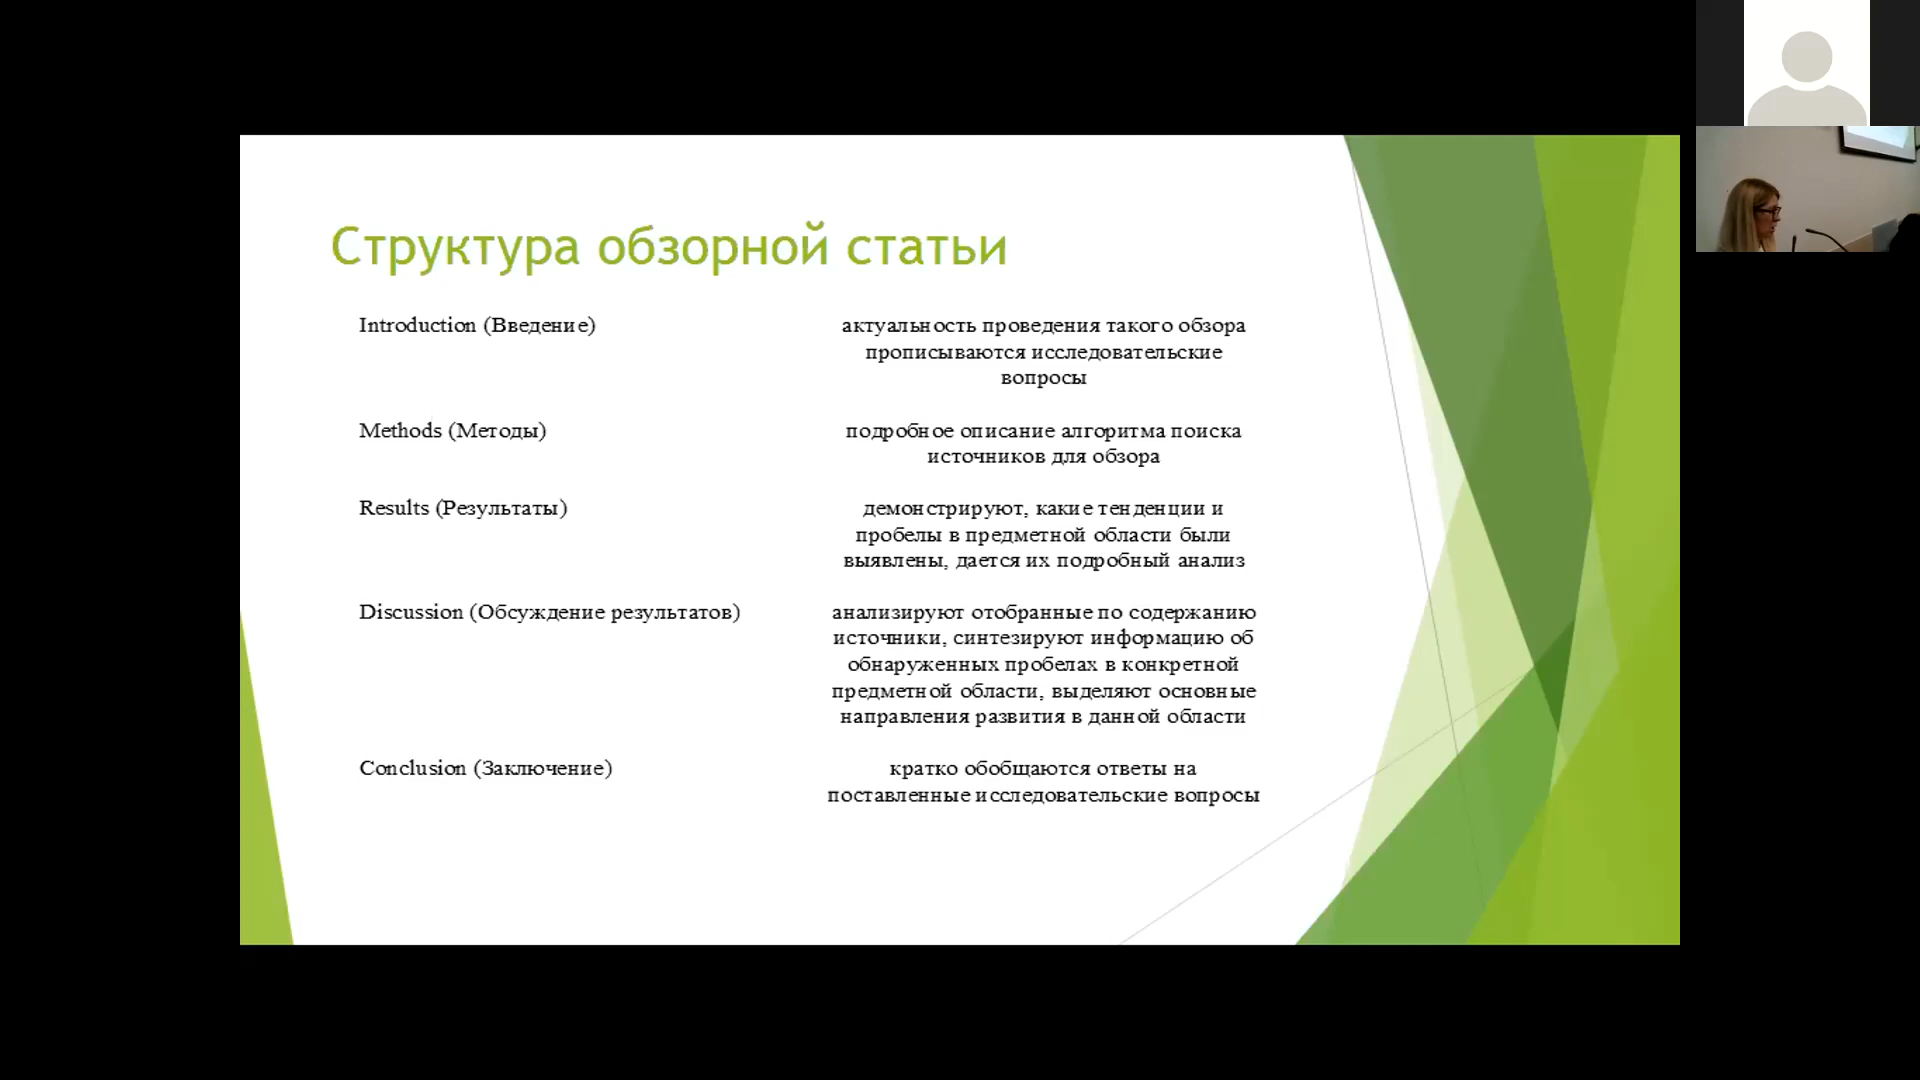 Структура обзорной статьи
Introduction (Введение)
актуальность проведения такого обзора
прописываются исследовательские
вопросы
Methods (Методы)
подробное описание алгоритма поиска
источников для обзора
Results (Результаты)
демонстрируют, какие тенденции и
пробелы в предметной области были
выявлены, дается их подробный анализ
Discussion (Обсуждение результатов)
анализируют отобранные по содержанию
источники, синтезируют информацию об
обнаруженных пробелах в конкретной
предметной области, выделяют основные
направления развития в данной области
Conclusion (Заключение)
кратко обобщаются ответы на
поставленные исследовательские вопросы